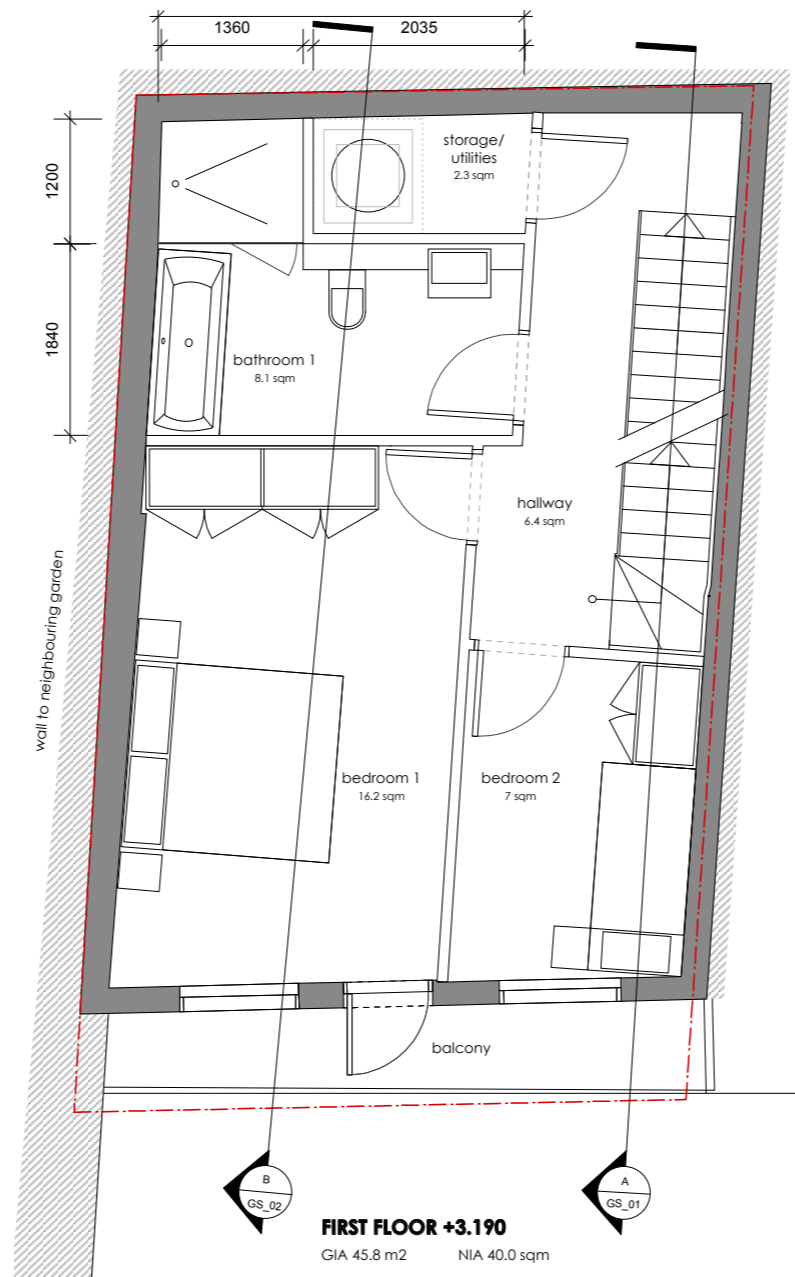 1360
2035
1200
1840
storage/
utilities
2.3 sqm
bathroom 1
8.1 sqm
hallway
6.4 sqm
wall to neighbouring garden
bedroom 1
16.2 sqm
bedroom 2
7 sqm
balcony
B
GS_02
A
GS_01
FIRST FLOOR +3.190
GIA 45.8 m2 NIA 40.0 sqm